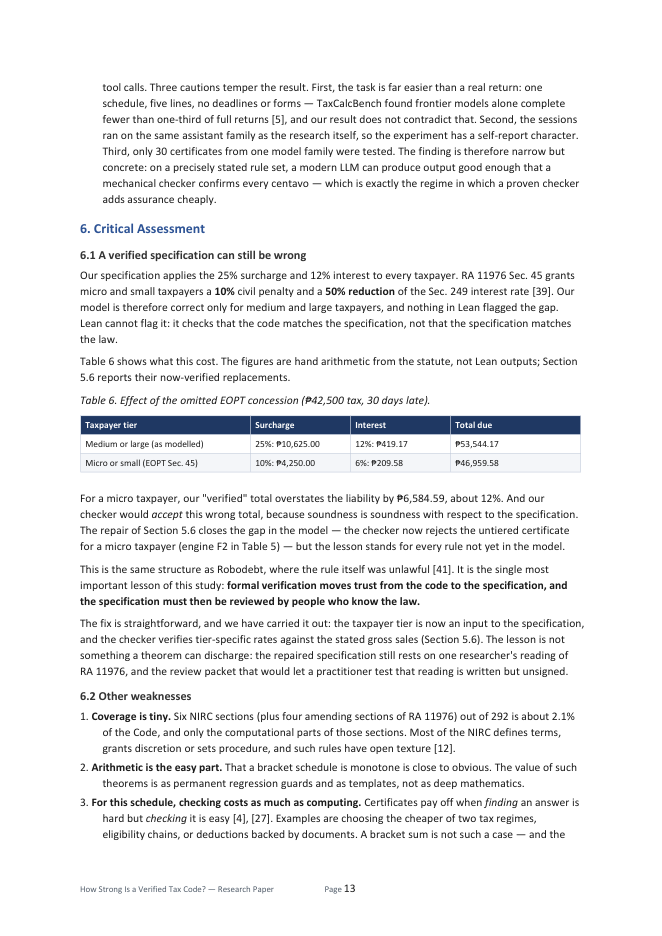 tool calls. Three cautions temper the result. First, the task is far easier than a real return: one
schedule, five lines, no deadlines or forms — TaxCalcBench found frontier models alone complete
fewer than one-third of full returns [5], and our result does not contradict that. Second, the sessions
ran on the same assistant family as the research itself, so the experiment has a self-report character.
Third, only 30 certificates from one model family were tested. The finding is therefore narrow but
concrete: on a precisely stated rule set, a modern LLM can produce output good enough that a
mechanical checker confirms every centavo — which is exactly the regime in which a proven checker
adds assurance cheaply.
6. Critical Assessment
6.1 A verified specification can still be wrong
Our specification applies the 25% surcharge and 12% interest to every taxpayer. RA 11976 Sec. 45 grants
micro and small taxpayers a 10% civil penalty and a 50% reduction of the Sec. 249 interest rate [39]. Our
model is therefore correct only for medium and large taxpayers, and nothing in Lean flagged the gap.
Lean cannot flag it: it checks that the code matches the specification, not that the specification matches
the law.
Table 6 shows what this cost. The figures are hand arithmetic from the statute, not Lean outputs; Section
5.6 reports their now-verified replacements.
Table 6. Effect of the omitted EOPT concession (₱42,500 tax, 30 days late).
Taxpayer tier Surcharge Interest Total due
Medium or large (as modelled) 25%: ₱10,625.00 12%: ₱419.17 ₱53,544.17
Micro or small (EOPT Sec. 45) 10%: ₱4,250.00 6%: ₱209.58 ₱46,959.58
For a micro taxpayer, our "verified" total overstates the liability by ₱6,584.59, about 12%. And our
checker would accept this wrong total, because soundness is soundness with respect to the specification.
The repair of Section 5.6 closes the gap in the model — the checker now rejects the untiered certificate
for a micro taxpayer (engine F2 in Table 5) — but the lesson stands for every rule not yet in the model.
This is the same structure as Robodebt, where the rule itself was unlawful [41]. It is the single most
important lesson of this study: formal verification moves trust from the code to the specification, and
the specification must then be reviewed by people who know the law.
The fix is straightforward, and we have carried it out: the taxpayer tier is now an input to the specification,
and the checker verifies tier-specific rates against the stated gross sales (Section 5.6). The lesson is not
something a theorem can discharge: the repaired specification still rests on one researcher's reading of
RA 11976, and the review packet that would let a practitioner test that reading is written but unsigned.
6.2 Other weaknesses
1. Coverage is tiny. Six NIRC sections (plus four amending sections of RA 11976) out of 292 is about 2.1%
of the Code, and only the computational parts of those sections. Most of the NIRC defines terms,
grants discretion or sets procedure, and such rules have open texture [12].
2. Arithmetic is the easy part. That a bracket schedule is monotone is close to obvious. The value of such
theorems is as permanent regression guards and as templates, not as deep mathematics.
3. For this schedule, checking costs as much as computing. Certificates pay off when finding an answer is
hard but checking it is easy [4], [27]. Examples are choosing the cheaper of two tax regimes,
eligibility chains, or deductions backed by documents. A bracket sum is not such a case — and the
How Strong Is a Verified Tax Code? — Research Paper Page 13